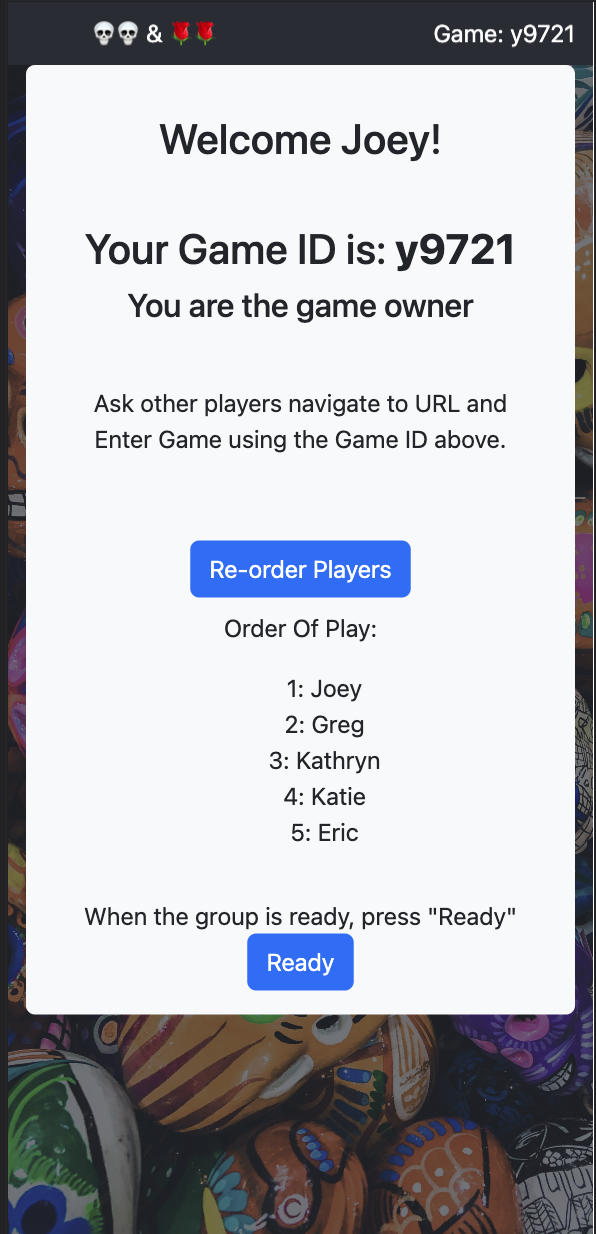 💀💀 & 🌹🌹
Game: y9721
Welcome Joey!
Your Game ID is: y9721
You are the game owner
Ask other players navigate to URL and
Enter Game using the Game ID above.
Re-order Players
Order Of Play:
1: Joey
2: Greg
3: Kathryn
4: Katie
5: Eric
When the group is ready, press "Ready"
Ready